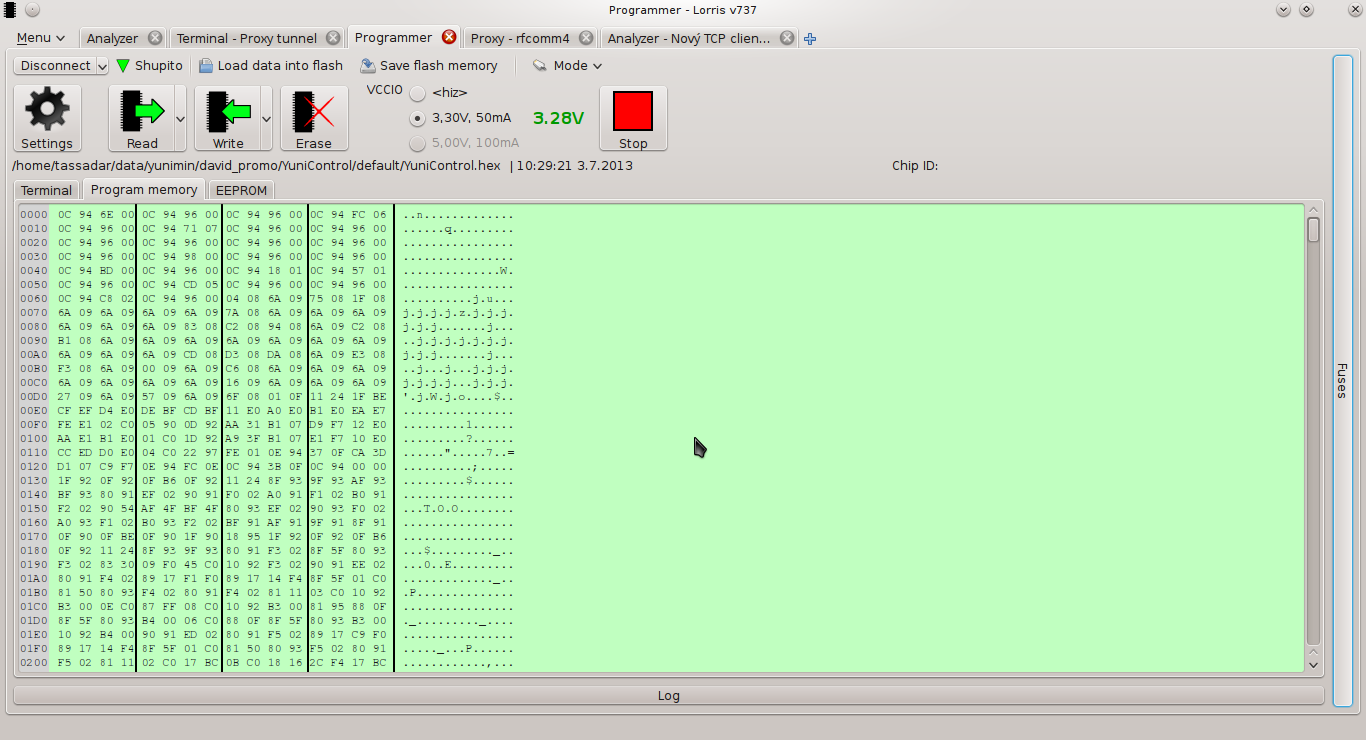 Programmer - Lorris v737
Menu Analyzer Terminal - Proxy tunnel Programmer Proxy - rfcomm4 Analyzer - Nový TCP clien...
Disconnect Shupito Load data into flash Save flash memory Mode
VCCIO <hiz>
3,30V, 50mA 3.28V
5,00V, 100mA
Settings Read Write Erase Stop
/home/tassadar/data/yunimin/david_promo/YuniControl/default/YuniControl.hex | 10:29:21 3.7.2013 Chip ID:
Terminal Program memory EEPROM
Fuses
0000 0C 94 6E 00 0C 94 96 00 0C 94 96 00 0C 94 FC 06 ..n.............
0010 0C 94 96 00 0C 94 71 07 0C 94 96 00 0C 94 96 00 ......q.........
0020 0C 94 96 00 0C 94 96 00 0C 94 96 00 0C 94 96 00 ................
0030 0C 94 96 00 0C 94 98 00 0C 94 96 00 0C 94 96 00 ................
0040 0C 94 BD 00 0C 94 96 00 0C 94 18 01 0C 94 57 01 ..............W.
0050 0C 94 96 00 0C 94 CD 05 0C 94 96 00 0C 94 96 00 ................
0060 0C 94 C8 02 0C 94 96 00 04 08 6A 09 75 08 1F 08 ..........j.u...
0070 6A 09 6A 09 6A 09 6A 09 7A 08 6A 09 6A 09 6A 09 j.j.j.j.z.j.j.j.
0080 6A 09 6A 09 6A 09 83 08 C2 08 94 08 6A 09 C2 08 j.j.j.......j...
0090 B1 08 6A 09 6A 09 6A 09 6A 09 6A 09 6A 09 6A 09 ..j.j.j.j.j.j.j.
00A0 6A 09 6A 09 6A 09 CD 08 D3 08 DA 08 6A 09 E3 08 j.j.j.......j...
00B0 F3 08 6A 09 00 09 6A 09 C6 08 6A 09 6A 09 6A 09 ..j...j...j.j.j.
00C0 6A 09 6A 09 6A 09 6A 09 16 09 6A 09 6A 09 6A 09 j.j.j.j...j.j.j.
00D0 27 09 6A 09 57 09 6A 09 6F 08 01 0F 11 24 1F BE '.j.W.j.o....$..
00E0 CF EF D4 E0 DE BF CD BF 11 E0 A0 E0 B1 E0 EA E7 ................
00F0 FE E1 02 C0 05 90 0D 92 AA 31 B1 07 D9 F7 12 E0 .........1......
0100 AA E1 B1 E0 01 C0 1D 92 A9 3F B1 07 E1 F7 10 E0 .........?......
0110 CC ED D0 E0 04 C0 22 97 FE 01 0E 94 37 0F CA 3D ......".....7..=
0120 D1 07 C9 F7 0E 94 FC 0E 0C 94 3B 0F 0C 94 00 00 ..........;.....
0130 1F 92 0F 92 0F B6 0F 92 11 24 8F 93 9F 93 AF 93 .........$......
0140 BF 93 80 91 EF 02 90 91 F0 02 A0 91 F1 02 B0 91 ................
0150 F2 02 90 54 AF 4F BF 4F 80 93 EF 02 90 93 F0 02 ...T.O.O........
0160 A0 93 F1 02 B0 93 F2 02 BF 91 AF 91 9F 91 8F 91 ................
0170 0F 90 0F BE 0F 90 1F 90 18 95 1F 92 0F 92 0F B6 ................
0180 0F 92 11 24 8F 93 9F 93 80 91 F3 02 8F 5F 80 93 ...$........._..
0190 F3 02 83 30 09 F0 45 C0 10 92 F3 02 90 91 EE 02 ...0..E.........
01A0 80 91 F4 02 89 17 F1 F0 89 17 14 F4 8F 5F 01 C0 ............._..
01B0 81 50 80 93 F4 02 80 91 F4 02 81 11 03 C0 10 92 .P..............
01C0 B3 00 0E C0 87 FF 08 C0 10 92 B3 00 81 95 88 0F ................
01D0 8F 5F 80 93 B4 00 06 C0 88 0F 8F 5F 80 93 B3 00 ._........._....
01E0 10 92 B4 00 90 91 ED 02 80 91 F5 02 89 17 C9 F0 ................
01F0 89 17 14 F4 8F 5F 01 C0 81 50 80 93 F5 02 80 91 ....._...P......
0200 F5 02 81 11 02 C0 17 BC 0B C0 18 16 2C F4 17 BC ............,...
Log